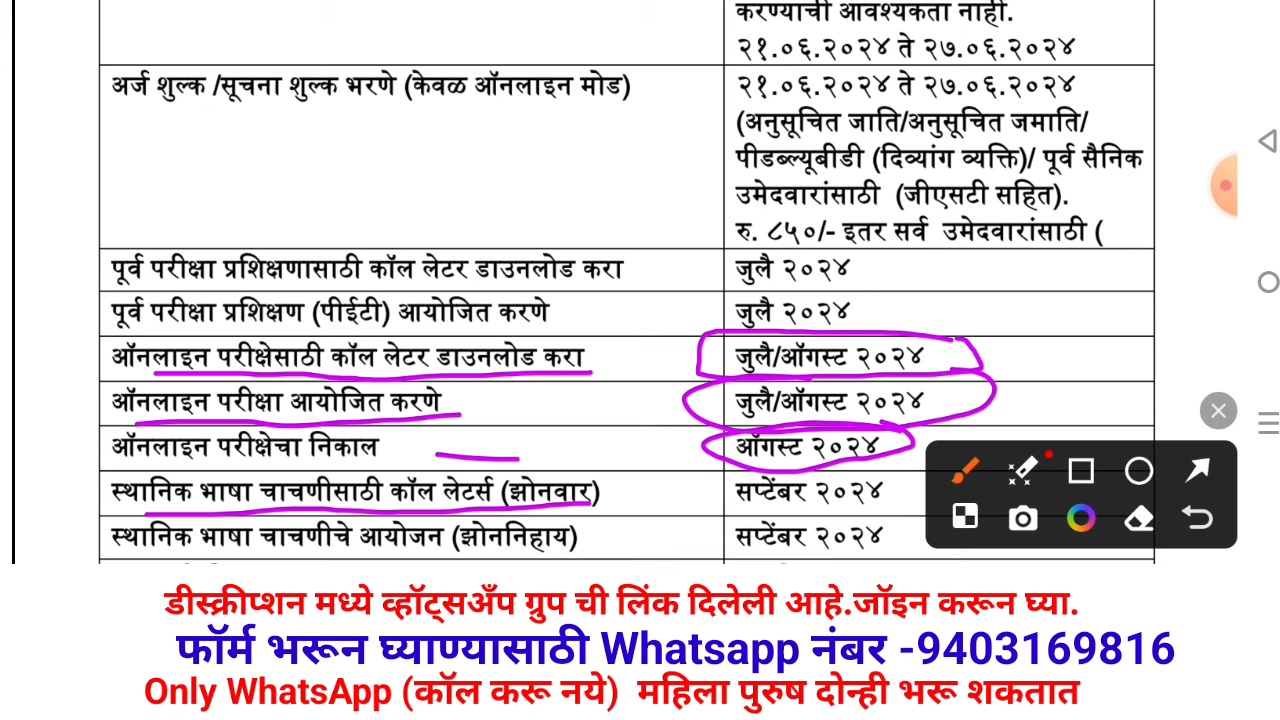 करण्याची आवश्यकता नाही.
२१.०६.२०२४ ते २७.०६.२०२४
अर्ज शुल्क /सूचना शुल्क भरणे (केवळ ऑनलाइन मोड)
२१.०६.२०२४ ते २७.०६.२०२४
(अनुसूचित जाति/अनुसूचित जमाति/
पीडब्ल्यूबीडी (दिव्यांग व्यक्ति)/ पूर्व सैनिक
उमेदवारांसाठी (जीएसटी सहित).
रु. ८५०/- इतर सर्व उमेदवारांसाठी (
पूर्व परीक्षा प्रशिक्षणासाठी कॉल लेटर डाउनलोड करा
जुलै २०२४
पूर्व परीक्षा प्रशिक्षण (पीईटी) आयोजित करणे
जुलै २०२४
ऑनलाइन परीक्षेसाठी कॉल लेटर डाउनलोड करा
जुलै/ऑगस्ट २०२४
ऑनलाइन परीक्षा आयोजित करणे
जुलै/ऑगस्ट २०२४
ऑनलाइन परीक्षेचा निकाल
ऑगस्ट २०२४
स्थानिक भाषा चाचणीसाठी कॉल लेटर्स (झोनवार)
सप्टेंबर २०२४
स्थानिक भाषा चाचणीचे आयोजन (झोननिहाय)
सप्टेंबर २०२४
डीस्क्रीप्शन मध्ये व्हॉट्सअँप ग्रुप ची लिंक दिलेली आहे.जॉइन करून घ्या.
फॉर्म भरून घ्याण्यासाठी Whatsapp नंबर -9403169816
Only WhatsApp (कॉल करू नये) महिला पुरुष दोन्ही भरू शकतात